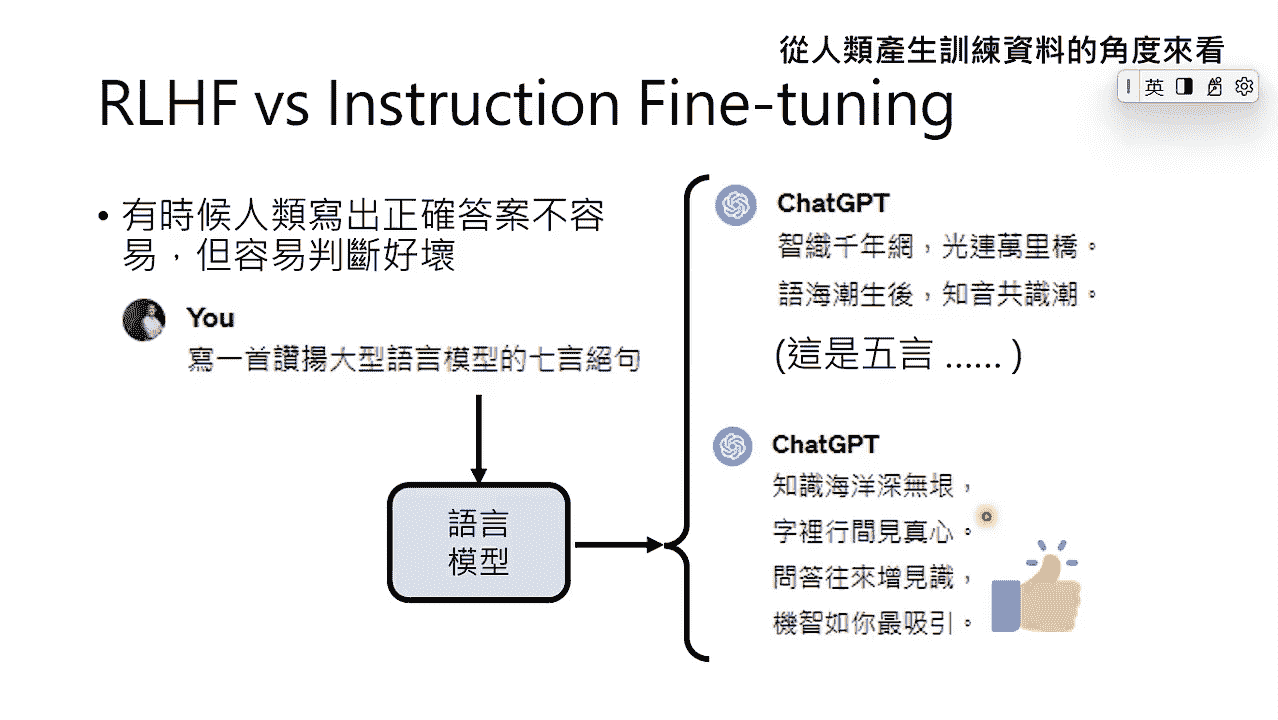 從人類產生訓練資料的角度來看
英
RLHF vs Instruction Fine-tuning
• 有時候人類寫出正確答案不容
易，但容易判斷好壞
You
寫一首讚揚大型語言模型的七言絕句
語言
模型
ChatGPT
智織千年網，光連萬里橋。
語海潮生後，知音共識潮。
(這是五言 ...... )
ChatGPT
知識海洋深無垠，
字裡行間見真心。
問答往來增見識，
機智如你最吸引。